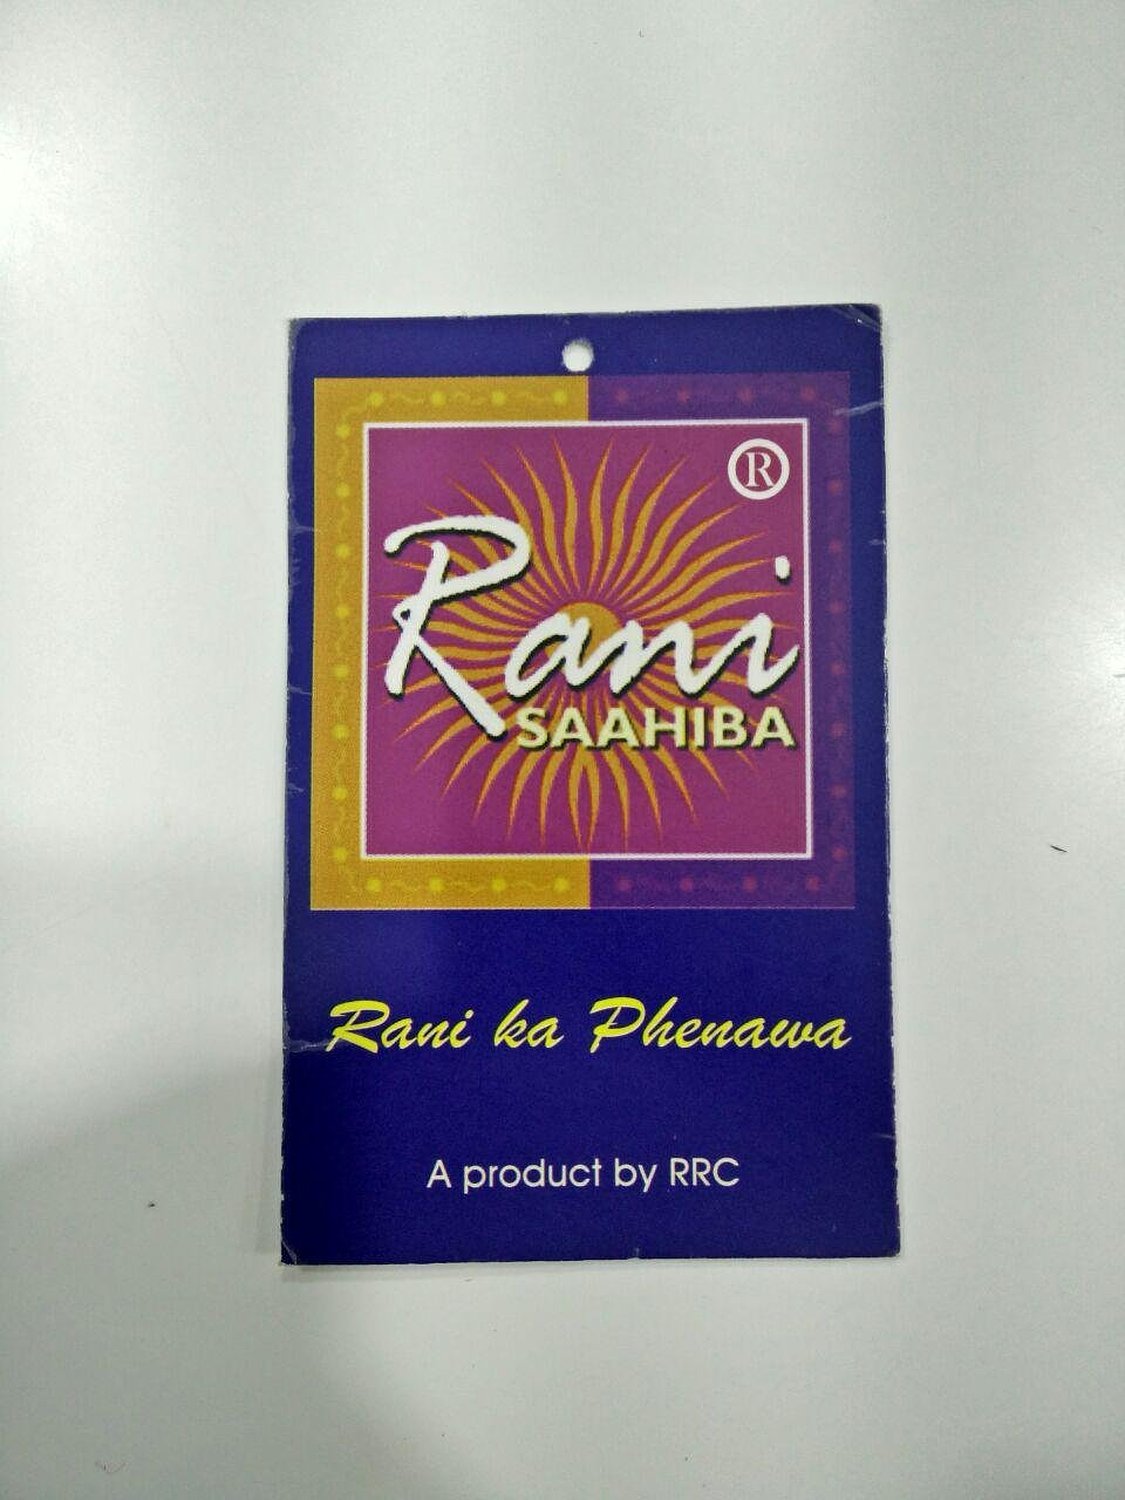 ®
Rani
SAAHIBA
Rani ka Phenawa
A product by RRC